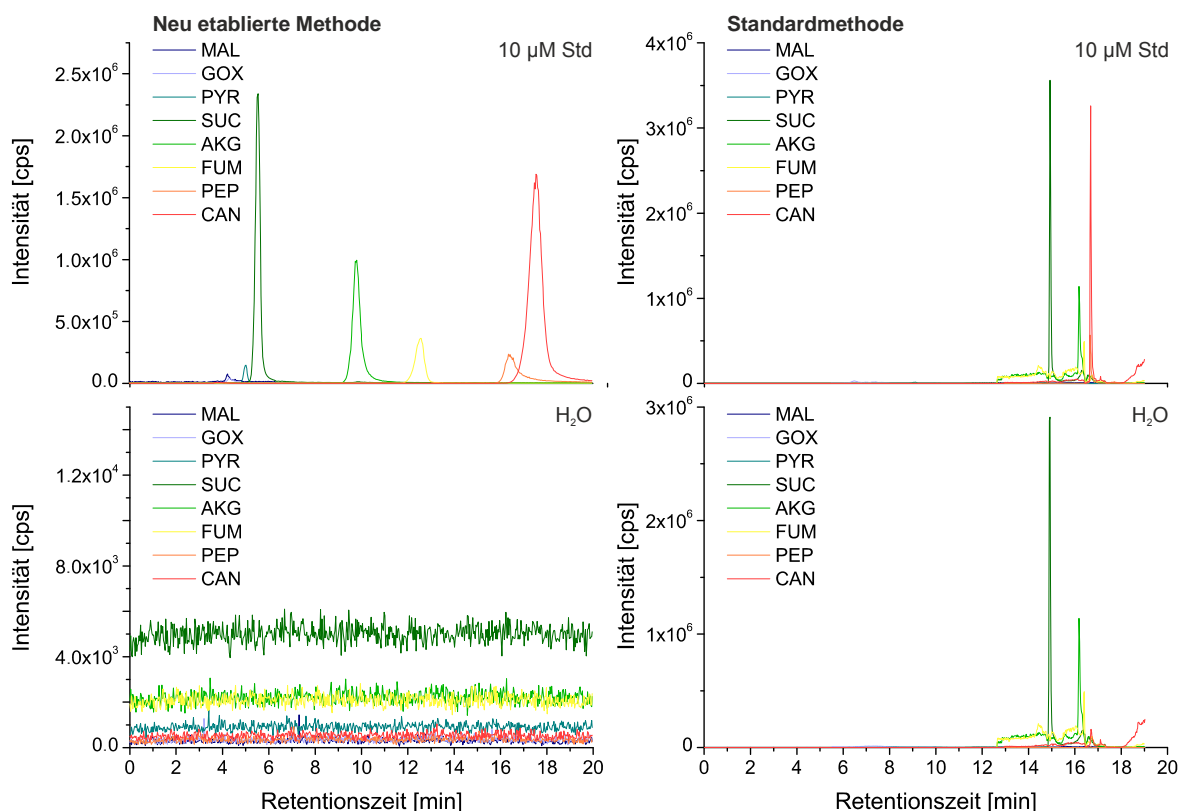 Neu etablierte Methode
10 µM Std
MAL
GOX
PYR
SUC
AKG
FUM
PEP
CAN
2.5x10⁶
2.0x10⁶
1.5x10⁶
1.0x10⁶
5.0x10⁵
0.0
Intensität [cps]
Standardmethode
10 µM Std
MAL
GOX
PYR
SUC
AKG
FUM
PEP
CAN
4x10⁶
3x10⁶
2x10⁶
1x10⁶
0
Intensität [cps]
H₂O
MAL
GOX
PYR
SUC
AKG
FUM
PEP
CAN
1.2x10⁴
8.0x10³
4.0x10³
0.0
Intensität [cps]
0 2 4 6 8 10 12 14 16 18 20
Retentionszeit [min]
H₂O
MAL
GOX
PYR
SUC
AKG
FUM
PEP
CAN
3x10⁶
2x10⁶
1x10⁶
0
Intensität [cps]
0 2 4 6 8 10 12 14 16 18 20
Retentionszeit [min]